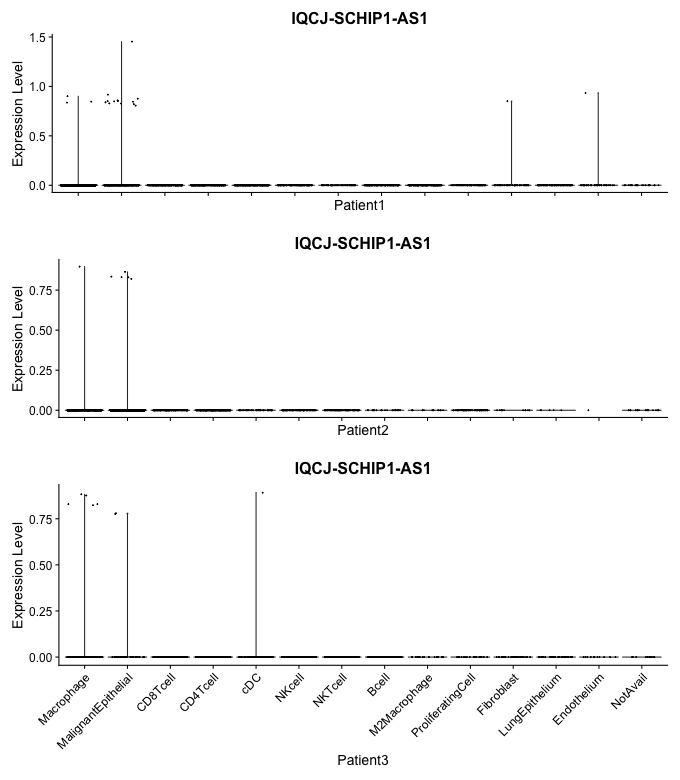 IQCJ-SCHIP1-AS1
Expression Level
1.5
1.0
0.5
0.0
Patient1
IQCJ-SCHIP1-AS1
Expression Level
0.75
0.50
0.25
0.00
Patient2
IQCJ-SCHIP1-AS1
Expression Level
0.75
0.50
0.25
0.00
Macrophage
MalignantEpithelial
CD8Tcell
CD4Tcell
cDC
NKcell
NKTcell
Bcell
M2Macrophage
ProliferatingCell
Fibroblast
LungEpithelium
Endothelium
NotAvail
Patient3